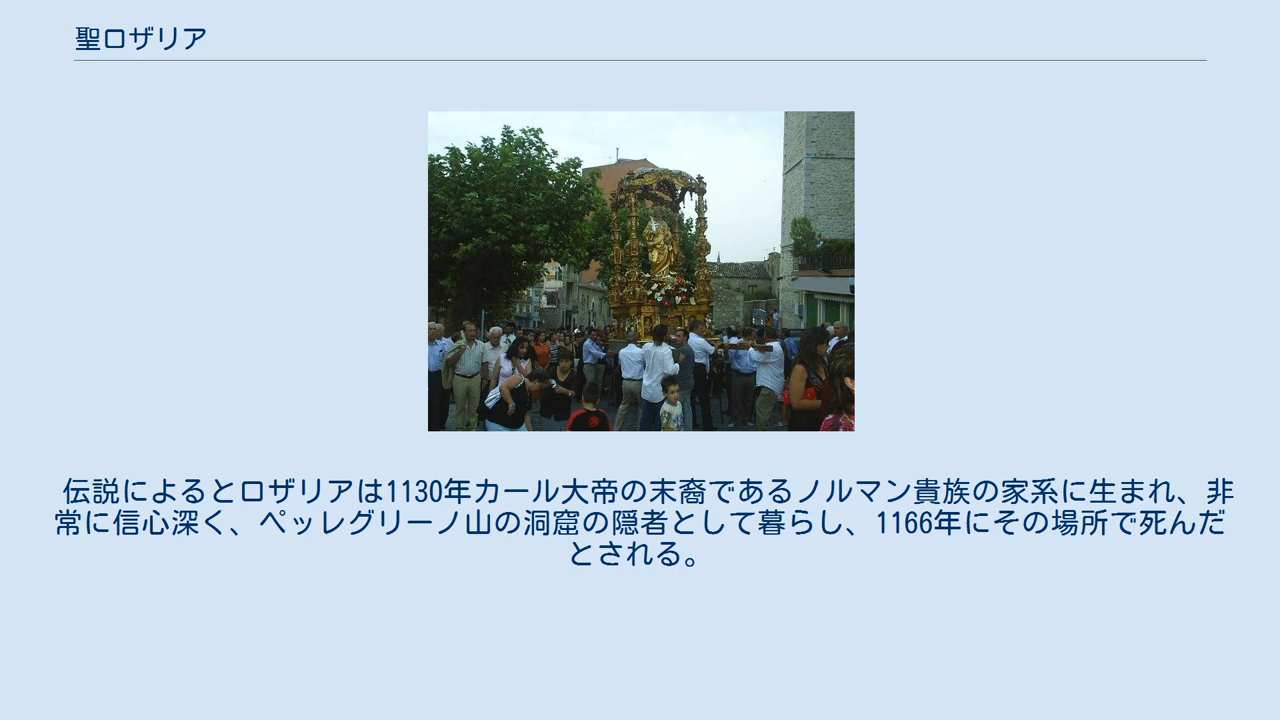 聖ロザリア
伝説によるとロザリアは1130年カール大帝の末裔であるノルマン貴族の家系に生まれ、非
常に信心深く、ペッレグリーノ山の洞窟の隠者として暮らし、1166年にその場所で死んだ
とされる。